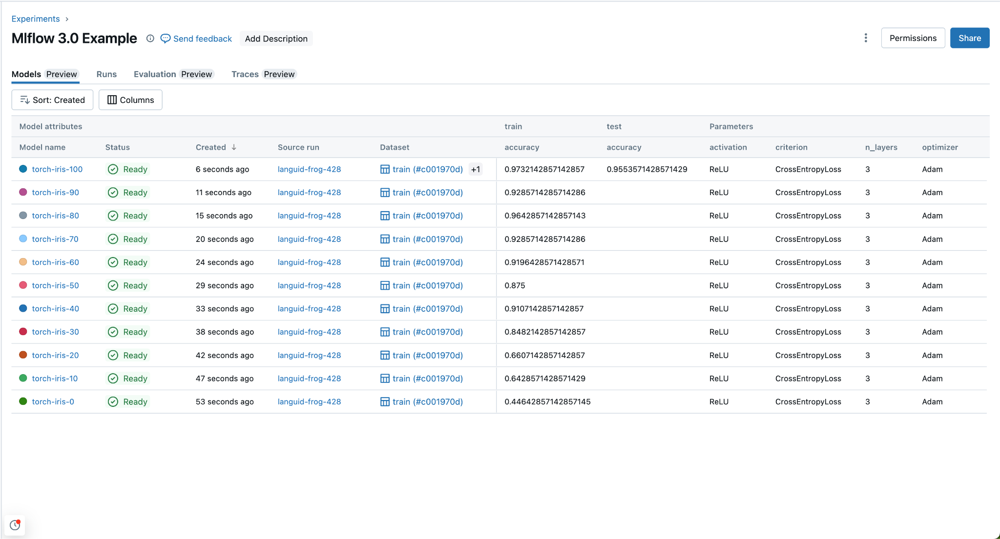 Experiments
Mlflow 3.0 Example Send feedback Add Description Permissions Share
Models Preview Runs Evaluation Preview Traces Preview
Sort: Created Columns
Model attributes train test Parameters
Model name Status Created Source run Dataset accuracy accuracy activation criterion n_layers optimizer
torch-iris-100 Ready 6 seconds ago languid-frog-428 train (#c001970d) +1 0.9732142857142857 0.9553571428571429 ReLU CrossEntropyLoss 3 Adam
torch-iris-90 Ready 11 seconds ago languid-frog-428 train (#c001970d) 0.9285714285714286 ReLU CrossEntropyLoss 3 Adam
torch-iris-80 Ready 15 seconds ago languid-frog-428 train (#c001970d) 0.9642857142857143 ReLU CrossEntropyLoss 3 Adam
torch-iris-70 Ready 20 seconds ago languid-frog-428 train (#c001970d) 0.9285714285714286 ReLU CrossEntropyLoss 3 Adam
torch-iris-60 Ready 24 seconds ago languid-frog-428 train (#c001970d) 0.9196428571428571 ReLU CrossEntropyLoss 3 Adam
torch-iris-50 Ready 29 seconds ago languid-frog-428 train (#c001970d) 0.875 ReLU CrossEntropyLoss 3 Adam
torch-iris-40 Ready 33 seconds ago languid-frog-428 train (#c001970d) 0.9107142857142857 ReLU CrossEntropyLoss 3 Adam
torch-iris-30 Ready 38 seconds ago languid-frog-428 train (#c001970d) 0.8482142857142857 ReLU CrossEntropyLoss 3 Adam
torch-iris-20 Ready 42 seconds ago languid-frog-428 train (#c001970d) 0.6607142857142857 ReLU CrossEntropyLoss 3 Adam
torch-iris-10 Ready 47 seconds ago languid-frog-428 train (#c001970d) 0.6428571428571429 ReLU CrossEntropyLoss 3 Adam
torch-iris-0 Ready 53 seconds ago languid-frog-428 train (#c001970d) 0.44642857142857145 ReLU CrossEntropyLoss 3 Adam